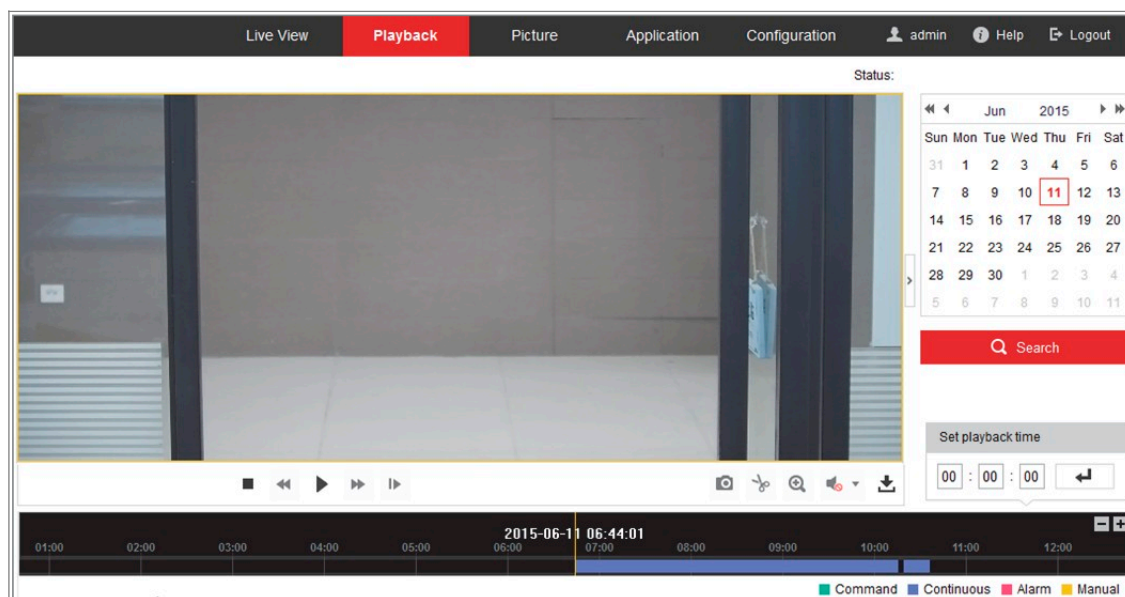 Live View Playback Picture Application Configuration admin Help Logout
Status:
Jun 2015
Sun Mon Tue Wed Thu Fri Sat
31 1 2 3 4 5 6
7 8 9 10 11 12 13
14 15 16 17 18 19 20
21 22 23 24 25 26 27
28 29 30 1 2 3 4
5 6 7 8 9 10 11
Search
Set playback time
00 : 00 : 00
2015-06-11 06:44:01
01:00 02:00 03:00 04:00 05:00 06:00 07:00 08:00 09:00 10:00 11:00 12:00
Command Continuous Alarm Manual